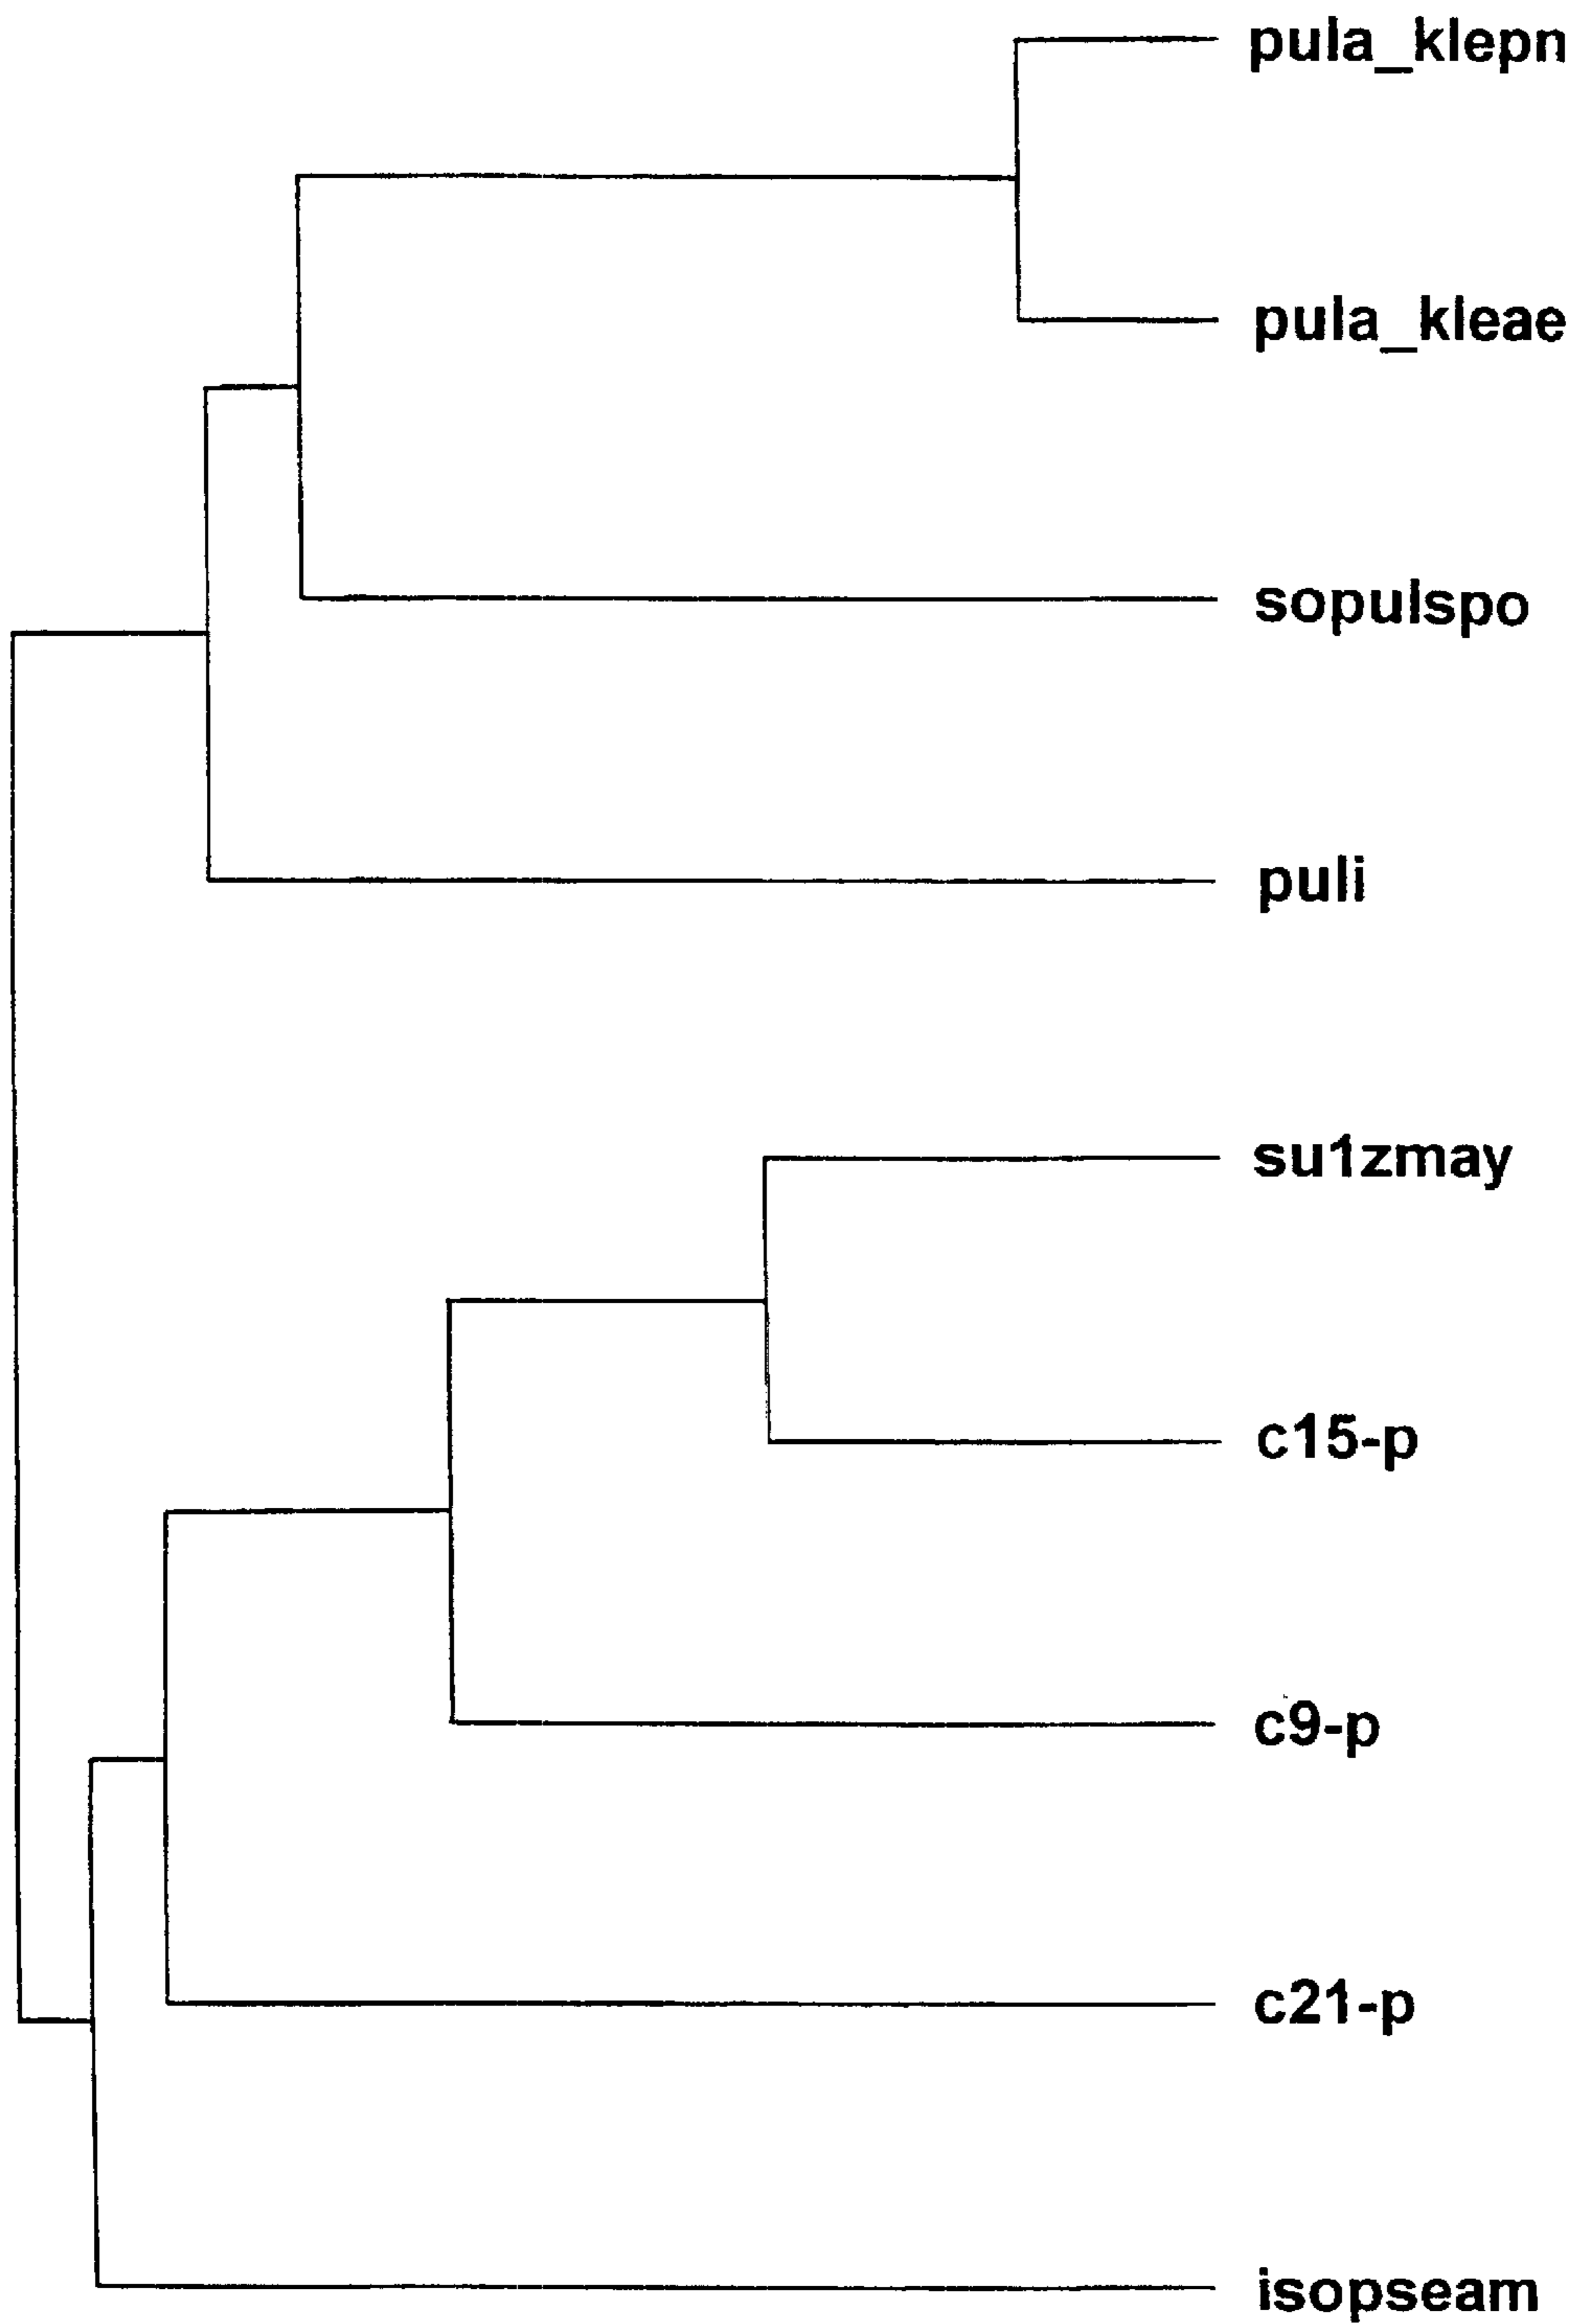 pula_klepn
pula_kleae
sopulspo
puli
su1zmay
c15-p
c9-p
c21-p
isopseam